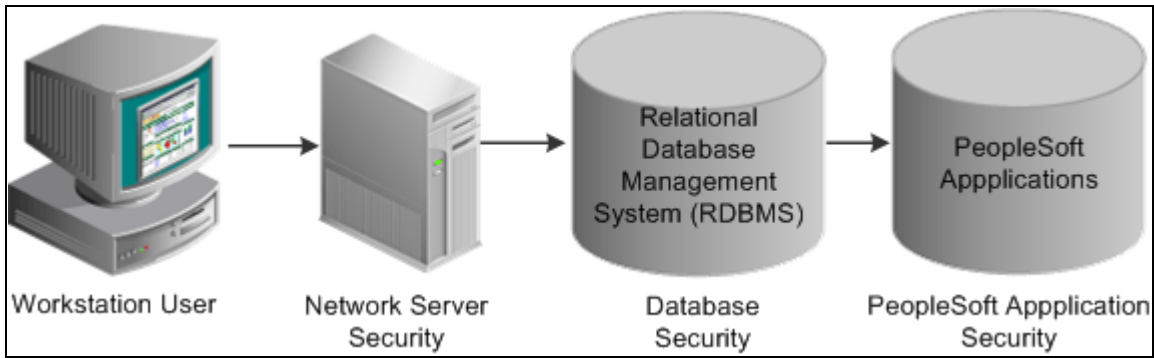 Relational
Database
Management
System (RDBMS)
PeopleSoft
Appplications
Workstation User
Network Server
Security
Database
Security
PeopleSoft Appplication
Security